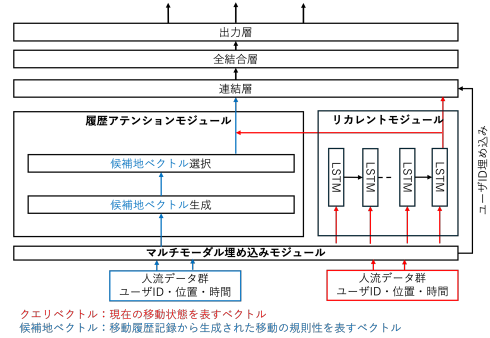 出力層
全結合層
連結層
履歴アテンションモジュール
リカレントモジュール
候補地ベクトル選択
候補地ベクトル生成
LSTM
LSTM
LSTM
LSTM
ユーザID埋め込み
マルチモーダル埋め込みモジュール
人流データ群
ユーザID・位置・時間
人流データ群
ユーザID・位置・時間
クエリベクトル：現在の移動状態を表すベクトル
候補地ベクトル：移動履歴記録から生成された移動の規則性を表すベクトル